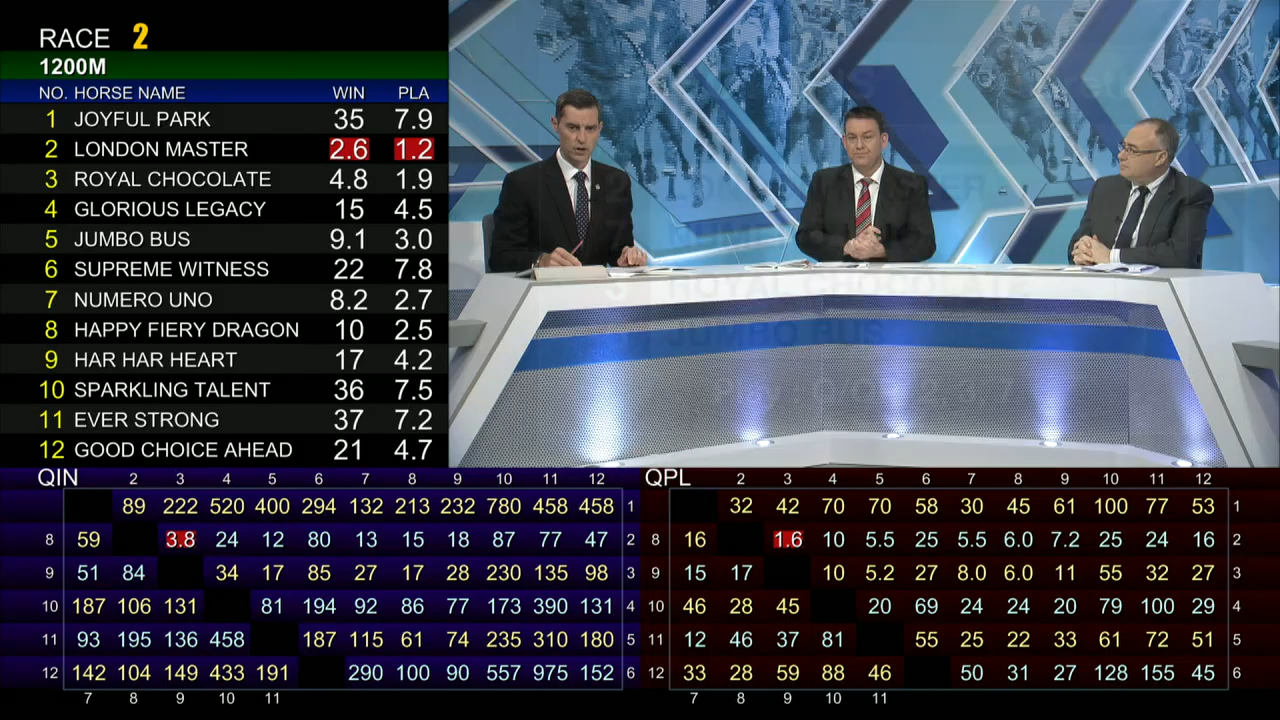 RACE 2
1200M
NO. HORSE NAME WIN PLA
1 JOYFUL PARK 35 7.9
2 LONDON MASTER 2.6 1.2
3 ROYAL CHOCOLATE 4.8 1.9
4 GLORIOUS LEGACY 15 4.5
5 JUMBO BUS 9.1 3.0
6 SUPREME WITNESS 22 7.8
7 NUMERO UNO 8.2 2.7
8 HAPPY FIERY DRAGON 10 2.5
9 HAR HAR HEART 17 4.2
10 SPARKLING TALENT 36 7.5
11 EVER STRONG 37 7.2
12 GOOD CHOICE AHEAD 21 4.7
ROYAL CHOCOLATE
JUMBO BUS
QIN 2 3 4 5 6 7 8 9 10 11 12
89 222 520 400 294 132 213 232 780 458 458 1
8 59 3.8 24 12 80 13 15 18 87 77 47 2
9 51 84 34 17 85 27 17 28 230 135 98 3
10 187 106 131 81 194 92 86 77 173 390 131 4
11 93 195 136 458 187 115 61 74 235 310 180 5
12 142 104 149 433 191 290 100 90 557 975 152 6
7 8 9 10 11
QPL 2 3 4 5 6 7 8 9 10 11 12
32 42 70 70 58 30 45 61 100 77 53 1
8 16 1.6 10 5.5 25 5.5 6.0 7.2 25 24 16 2
9 15 17 10 5.2 27 8.0 6.0 11 55 32 27 3
10 46 28 45 20 69 24 24 20 79 100 29 4
11 12 46 37 81 55 25 22 33 61 72 51 5
12 33 28 59 88 46 50 31 27 128 155 45 6
7 8 9 10 11